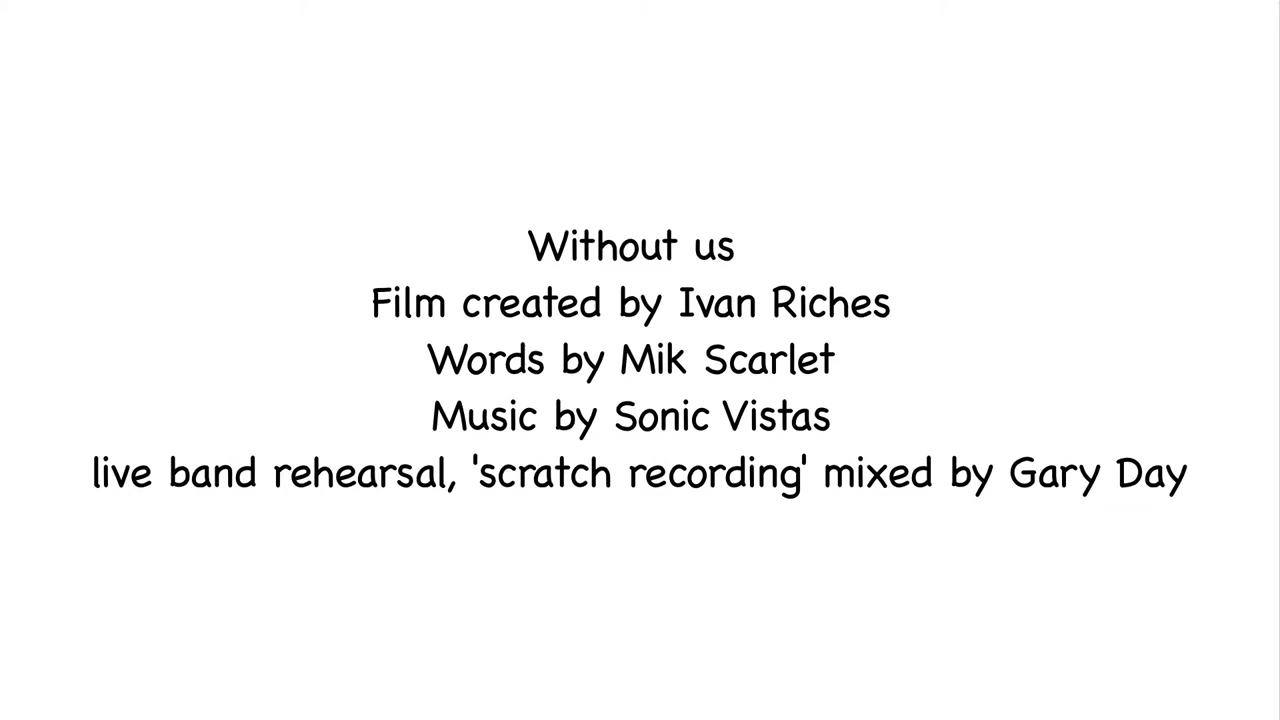 Without us
Film created by Ivan Riches
Words by Mik Scarlet
Music by Sonic Vistas
live band rehearsal, 'scratch recording' mixed by Gary Day